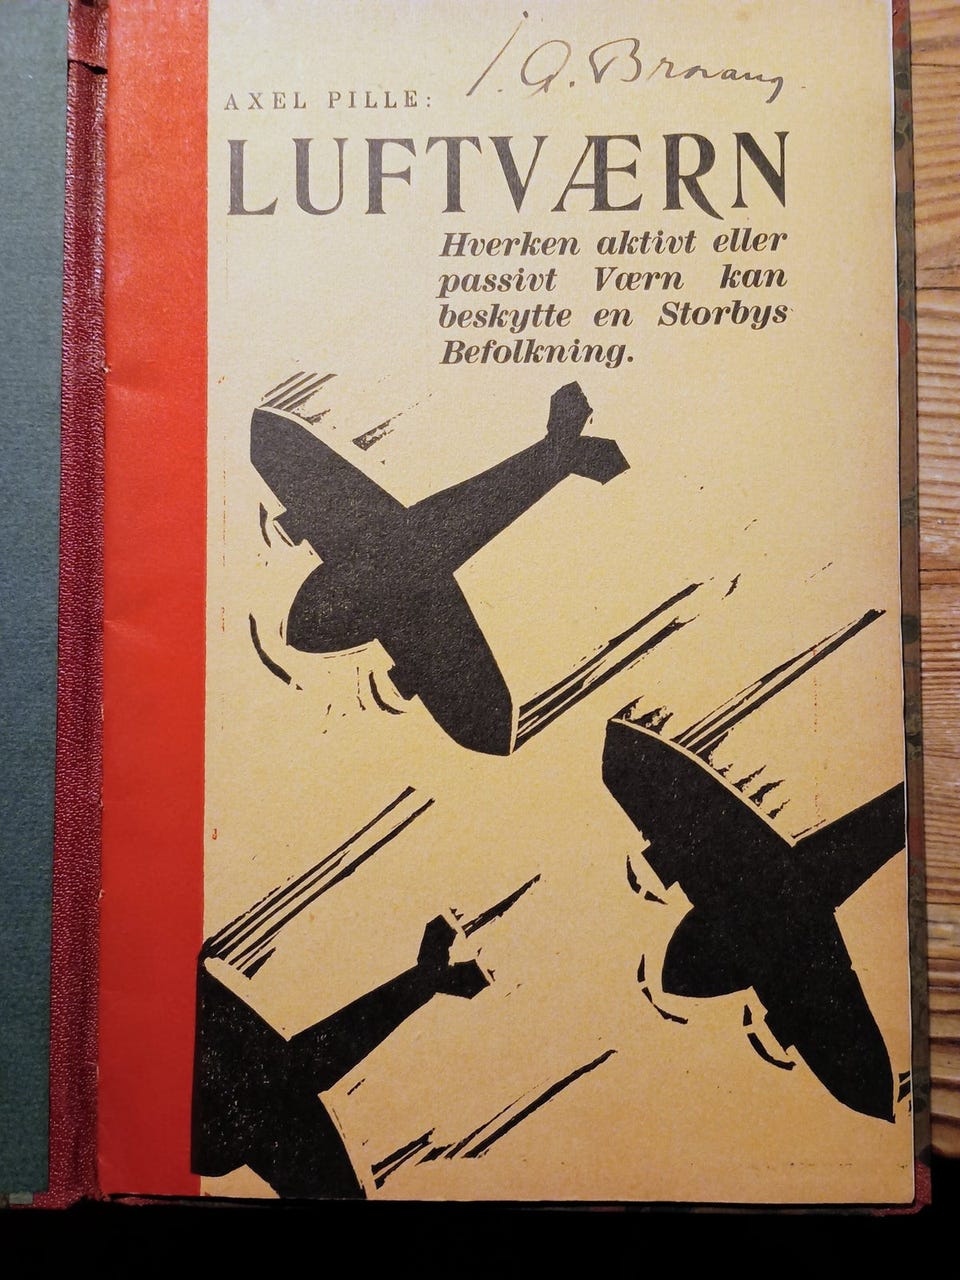 AXEL PILLE:
LUFTVÆRN
Hverken aktivt eller
passivt Værn kan
beskytte en Storbys
Befolkning.